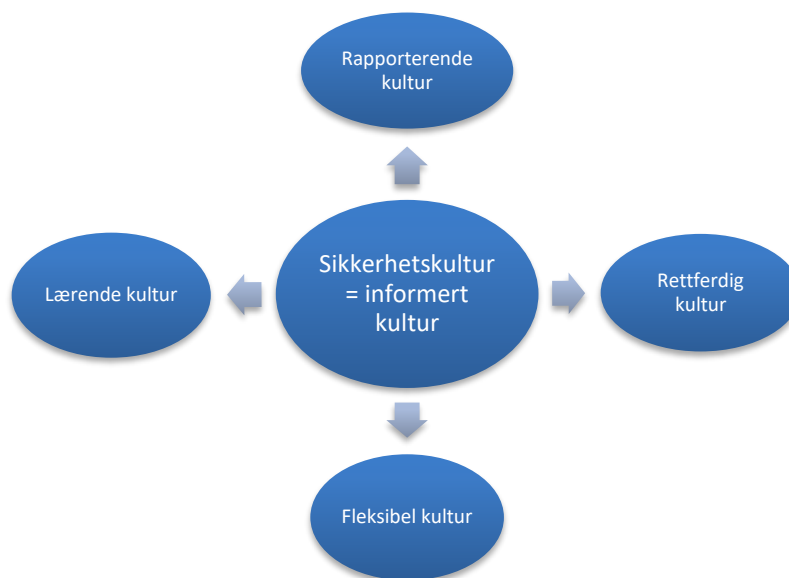 Rapporterende
kultur
Sikkerhetskultur
= informert
kultur
Lærende kultur
Rettferdig
kultur
Fleksibel kultur